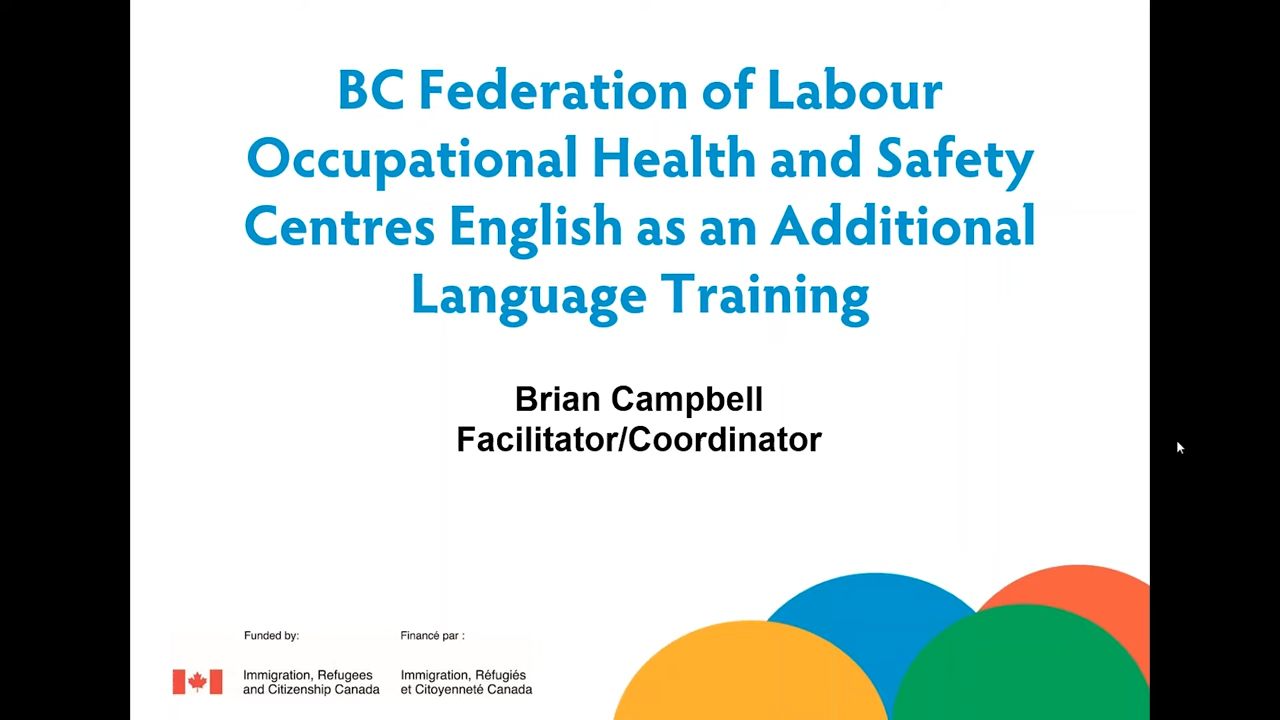 BC Federation of Labour
Occupational Health and Safety
Centres English as an Additional
Language Training
Brian Campbell
Facilitator/Coordinator
Funded by:
Immigration, Refugees
and Citizenship Canada
Financé par :
Immigration, Réfugiés
et Citoyenneté Canada